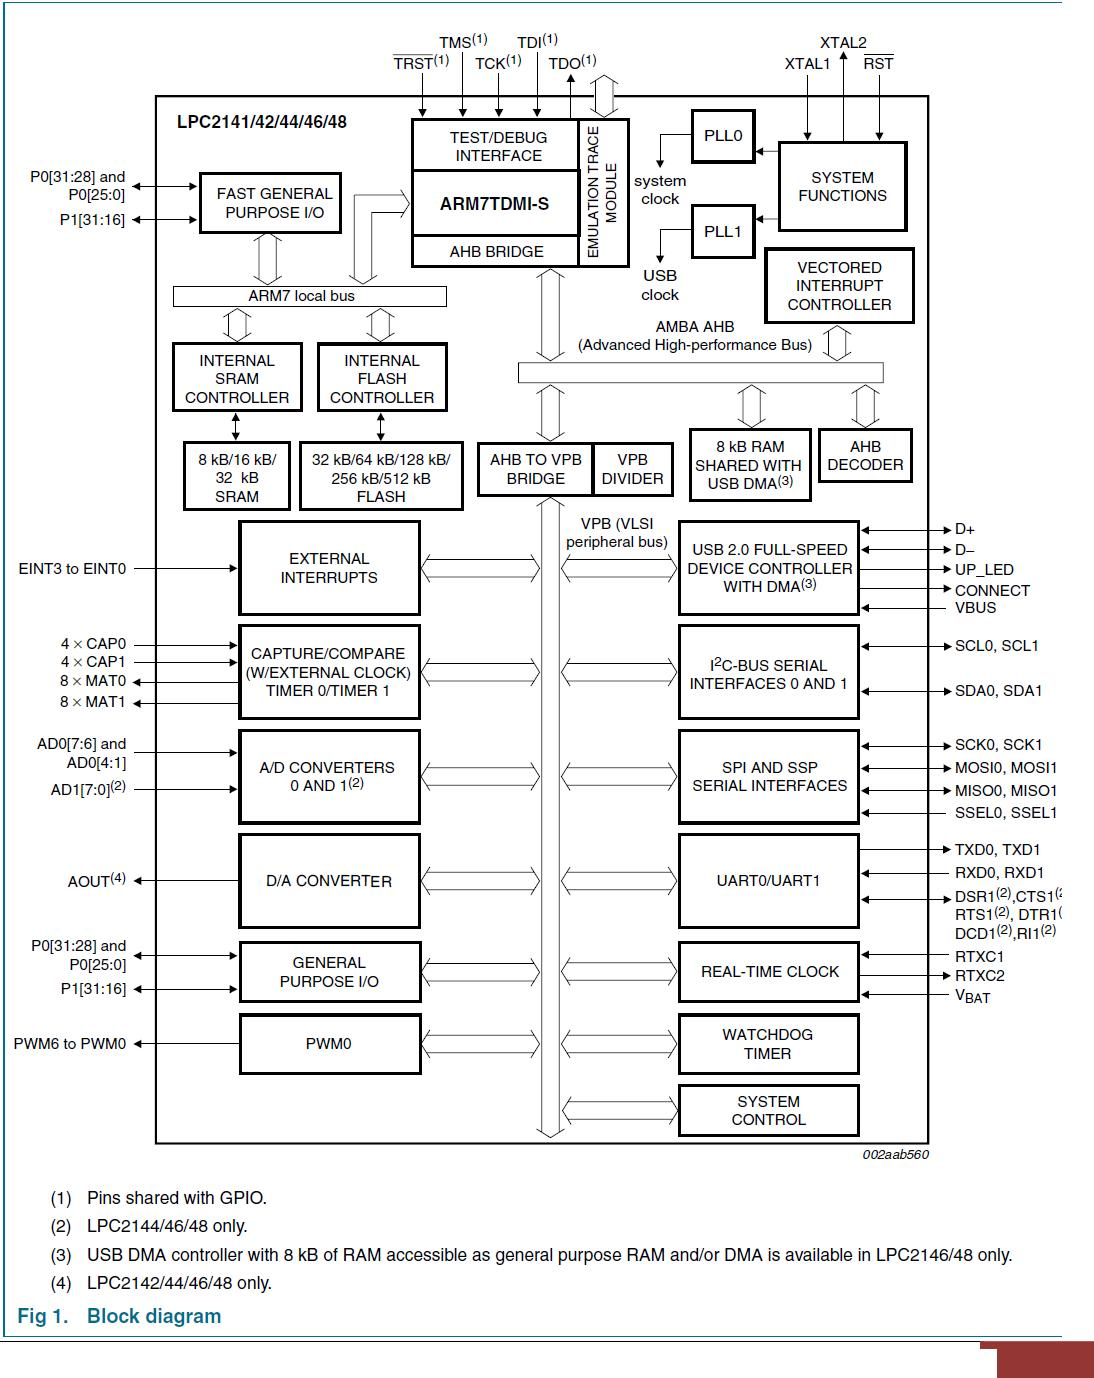 TMS(1) TDI(1) XTAL2
TRST(1) TCK(1) TDO(1) XTAL1 RST
LPC2141/42/44/46/48
TEST/DEBUG
INTERFACE
ARM7TDMI-S
AHB BRIDGE
EMULATION TRACE
MODULE
PLL0
system
clock
PLL1
USB
clock
SYSTEM
FUNCTIONS
P0[31:28] and
P0[25:0]
P1[31:16]
FAST GENERAL
PURPOSE I/O
VECTORED
INTERRUPT
CONTROLLER
ARM7 local bus
AMBA AHB
(Advanced High-performance Bus)
INTERNAL
SRAM
CONTROLLER
INTERNAL
FLASH
CONTROLLER
8 kB/16 kB/
32 kB
SRAM
32 kB/64 kB/128 kB/
256 kB/512 kB
FLASH
AHB TO VPB
BRIDGE
VPB
DIVIDER
8 kB RAM
SHARED WITH
USB DMA(3)
AHB
DECODER
VPB (VLSI
peripheral bus)
EINT3 to EINT0
EXTERNAL
INTERRUPTS
USB 2.0 FULL-SPEED
DEVICE CONTROLLER
WITH DMA(3)
D+
D−
UP_LED
CONNECT
VBUS
4 × CAP0
4 × CAP1
8 × MAT0
8 × MAT1
CAPTURE/COMPARE
(W/EXTERNAL CLOCK)
TIMER 0/TIMER 1
I2C-BUS SERIAL
INTERFACES 0 AND 1
SCL0, SCL1
SDA0, SDA1
AD0[7:6] and
AD0[4:1]
AD1[7:0](2)
A/D CONVERTERS
0 AND 1(2)
SPI AND SSP
SERIAL INTERFACES
SCK0, SCK1
MOSI0, MOSI1
MISO0, MISO1
SSEL0, SSEL1
AOUT(4)
D/A CONVERTER
UART0/UART1
TXD0, TXD1
RXD0, RXD1
DSR1(2),CTS1(2
RTS1(2), DTR1(
DCD1(2),RI1(2)
P0[31:28] and
P0[25:0]
P1[31:16]
GENERAL
PURPOSE I/O
REAL-TIME CLOCK
RTXC1
RTXC2
VBAT
PWM6 to PWM0
PWM0
WATCHDOG
TIMER
SYSTEM
CONTROL
002aab560
(1) Pins shared with GPIO.
(2) LPC2144/46/48 only.
(3) USB DMA controller with 8 kB of RAM accessible as general purpose RAM and/or DMA is available in LPC2146/48 only.
(4) LPC2142/44/46/48 only.
Fig 1. Block diagram